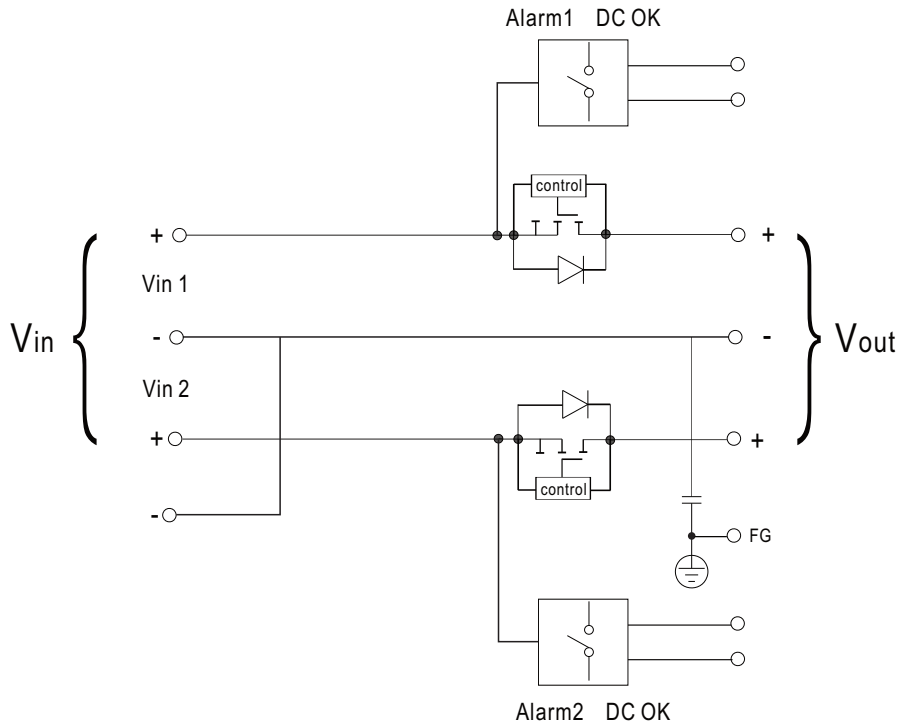 Alarm1 DC OK
control
+ +
Vin 1
- -
Vin Vout
Vin 2
+ +
control
-
FG
Alarm2 DC OK